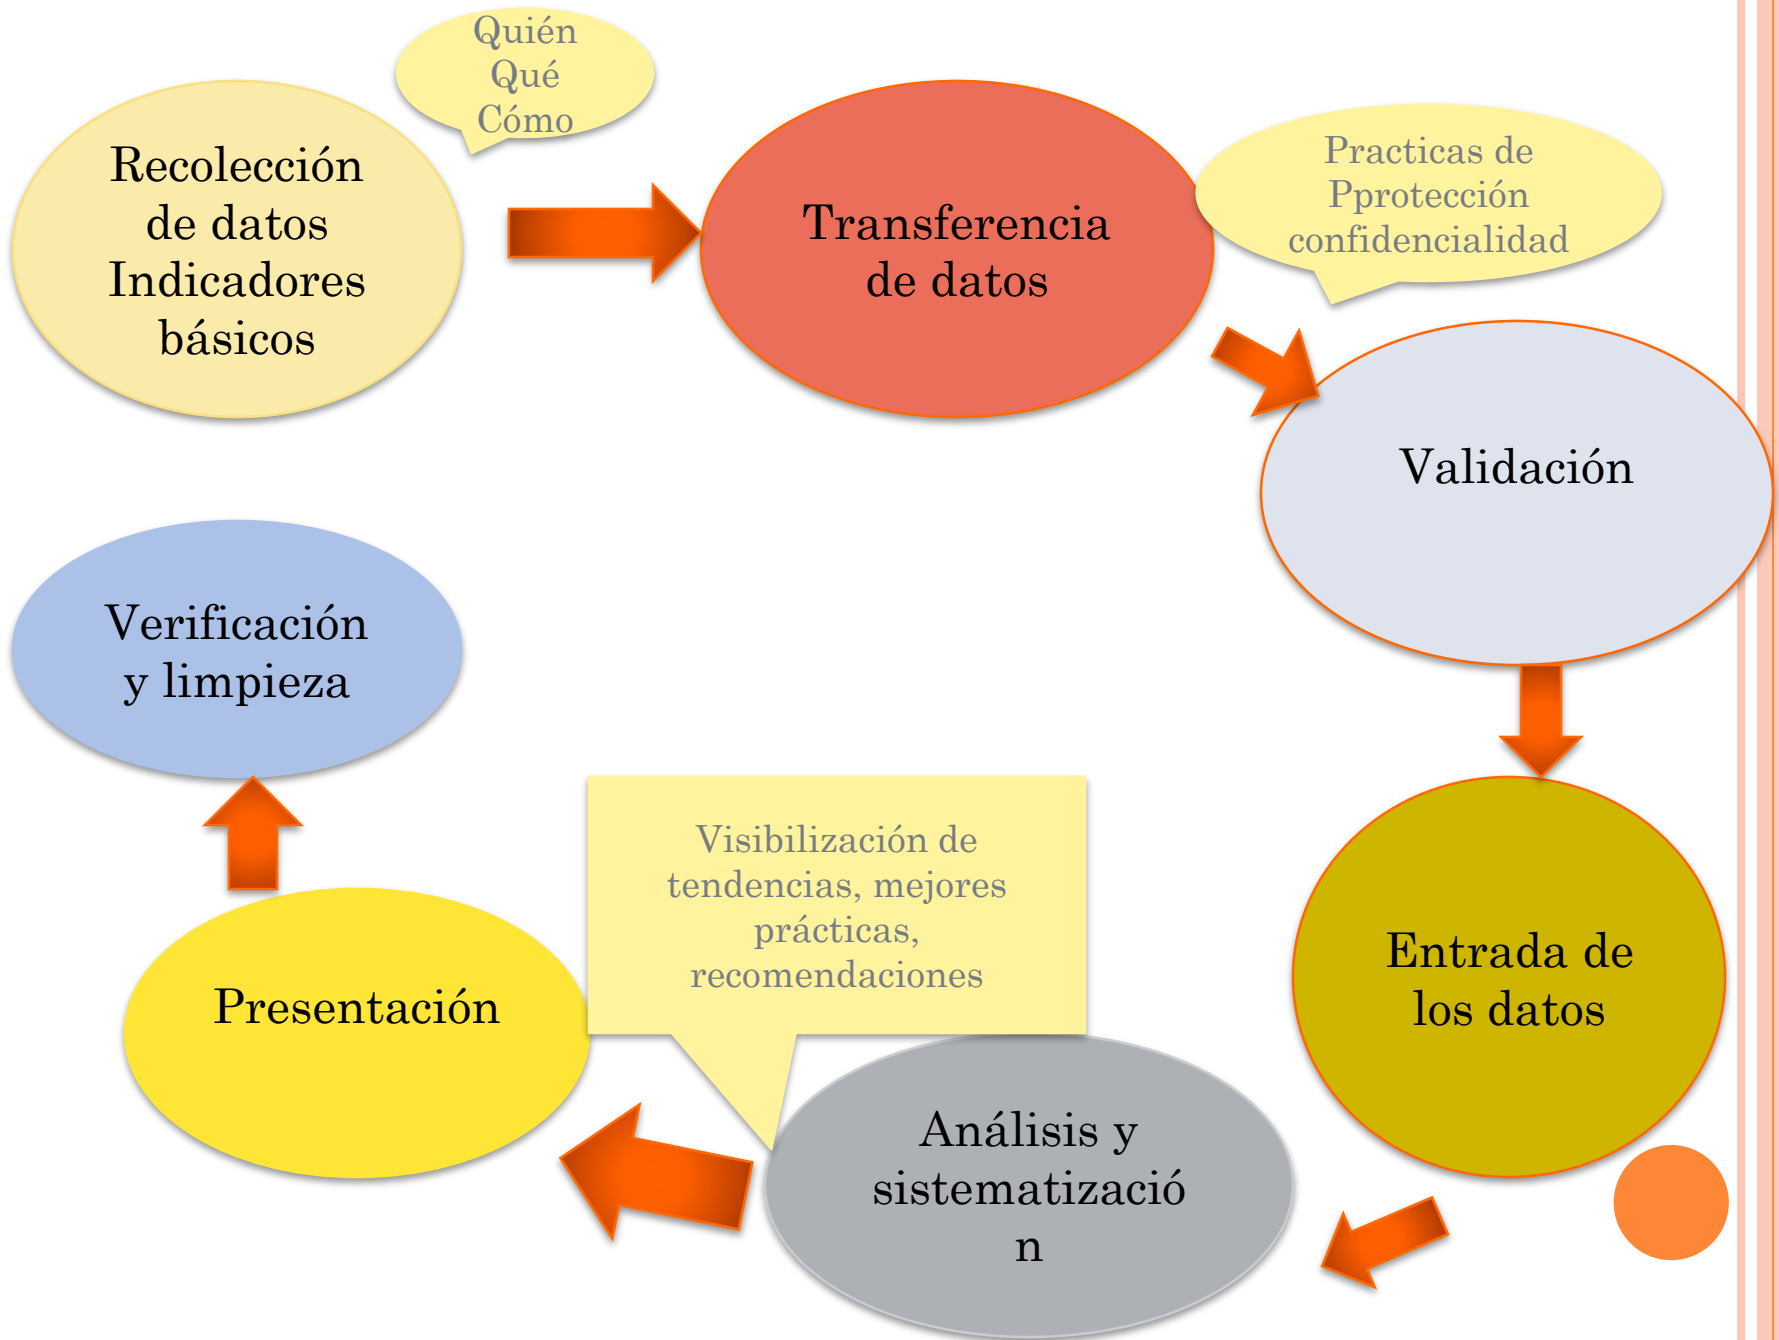 Quién
Qué
Cómo
Recolección
de datos
Indicadores
básicos
Transferencia
de datos
Practicas de
Pprotección
confidencialidad
Validación
Verificación
y limpieza
Visibilización de
tendencias, mejores
prácticas,
recomendaciones
Entrada de
los datos
Presentación
Análisis y
sistematizació
n